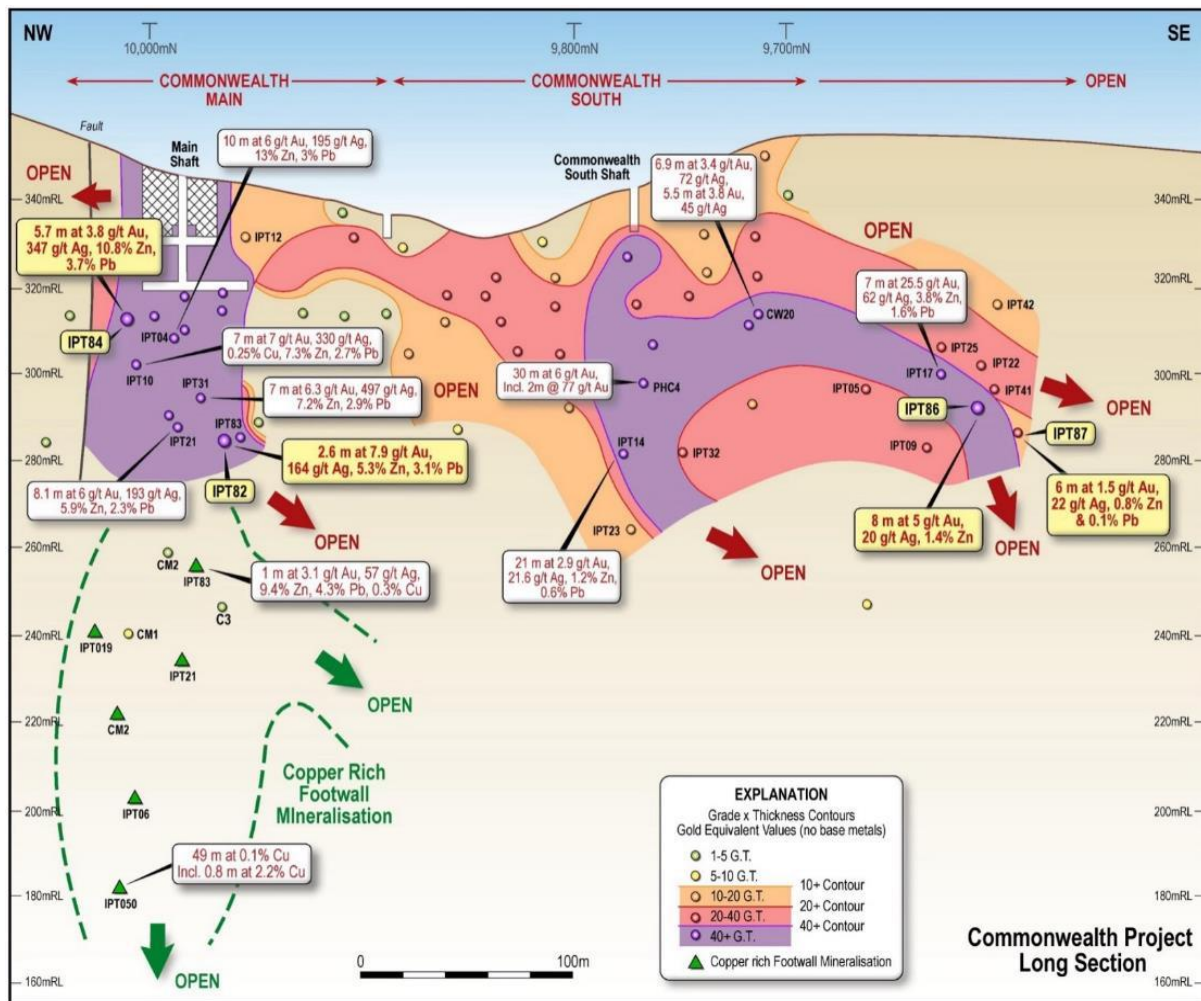 NW
10,000mN
9,800mN
9,700mN
SE
COMMONWEALTH
MAIN
COMMONWEALTH
SOUTH
OPEN
Fault
Main
Shaft
10 m at 6 g/t Au, 195 g/t Ag,
13% Zn, 3% Pb
Commonwealth
South Shaft
6.9 m at 3.4 g/t Au,
72 g/t Ag,
5.5 m at 3.8 Au,
45 g/t Ag
OPEN
340mRL
340mRL
5.7 m at 3.8 g/t Au,
347 g/t Ag, 10.8% Zn,
3.7% Pb
IPT12
OPEN
320mRL
320mRL
7 m at 25.5 g/t Au,
62 g/t Ag, 3.8% Zn,
1.6% Pb
IPT42
CW20
IPT84
IPT04
7 m at 7 g/t Au, 330 g/t Ag,
0.25% Cu, 7.3% Zn, 2.7% Pb
IPT25
IPT22
300mRL
300mRL
IPT10
IPT31
7 m at 6.3 g/t Au, 497 g/t Ag,
7.2% Zn, 2.9% Pb
OPEN
30 m at 6 g/t Au,
Incl. 2m @ 77 g/t Au
PHC4
IPT05
IPT17
IPT41
OPEN
IPT86
IPT83
IPT21
2.6 m at 7.9 g/t Au,
164 g/t Ag, 5.3% Zn, 3.1% Pb
IPT14
IPT32
IPT09
IPT87
280mRL
280mRL
8.1 m at 6 g/t Au, 193 g/t Ag,
5.9% Zn, 2.3% Pb
IPT82
OPEN
IPT23
OPEN
8 m at 5 g/t Au,
20 g/t Ag, 1.4% Zn
6 m at 1.5 g/t Au,
22 g/t Ag, 0.8% Zn
& 0.1% Pb
OPEN
260mRL
260mRL
CM2
IPT83
1 m at 3.1 g/t Au, 57 g/t Ag,
9.4% Zn, 4.3% Pb, 0.3% Cu
21 m at 2.9 g/t Au,
21.6 g/t Ag, 1.2% Zn,
0.6% Pb
C3
240mRL
240mRL
IPT019
CM1
IPT21
OPEN
220mRL
220mRL
CM2
Copper Rich
Footwall
MIneralisation
200mRL
200mRL
IPT06
49 m at 0.1% Cu
Incl. 0.8 m at 2.2% Cu
180mRL
180mRL
IPT050
OPEN
160mRL
160mRL
0
100m
EXPLANATION
Grade x Thickness Contours
Gold Equivalent Values (no base metals)
1-5 G.T.
5-10 G.T.
10-20 G.T.
20-40 G.T.
40+ G.T.
10+ Contour
20+ Contour
40+ Contour
Copper rich Footwall Mineralisation
Commonwealth Project
Long Section